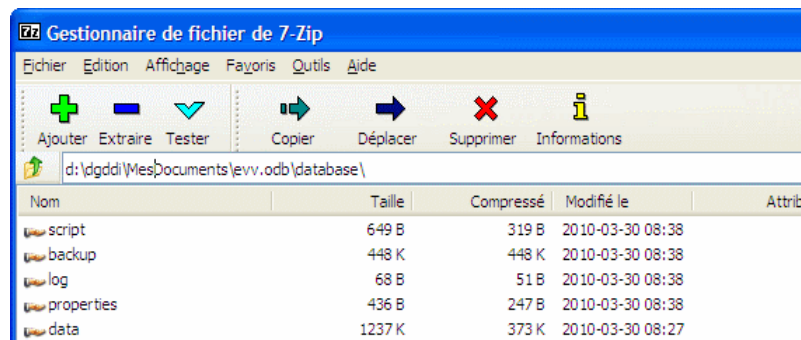 7z Gestionnaire de fichier de 7-Zip
Fichier Edition Affichage Favoris Outils Aide
Ajouter Extraire Tester Copier Déplacer Supprimer Informations
d:\dgddi\MesDocuments\evv.odb\database\
Nom Taille Compressé Modifié le Attrib
script 649 B 319 B 2010-03-30 08:38
backup 448 K 448 K 2010-03-30 08:38
log 68 B 51 B 2010-03-30 08:38
properties 436 B 247 B 2010-03-30 08:38
data 1237 K 373 K 2010-03-30 08:27